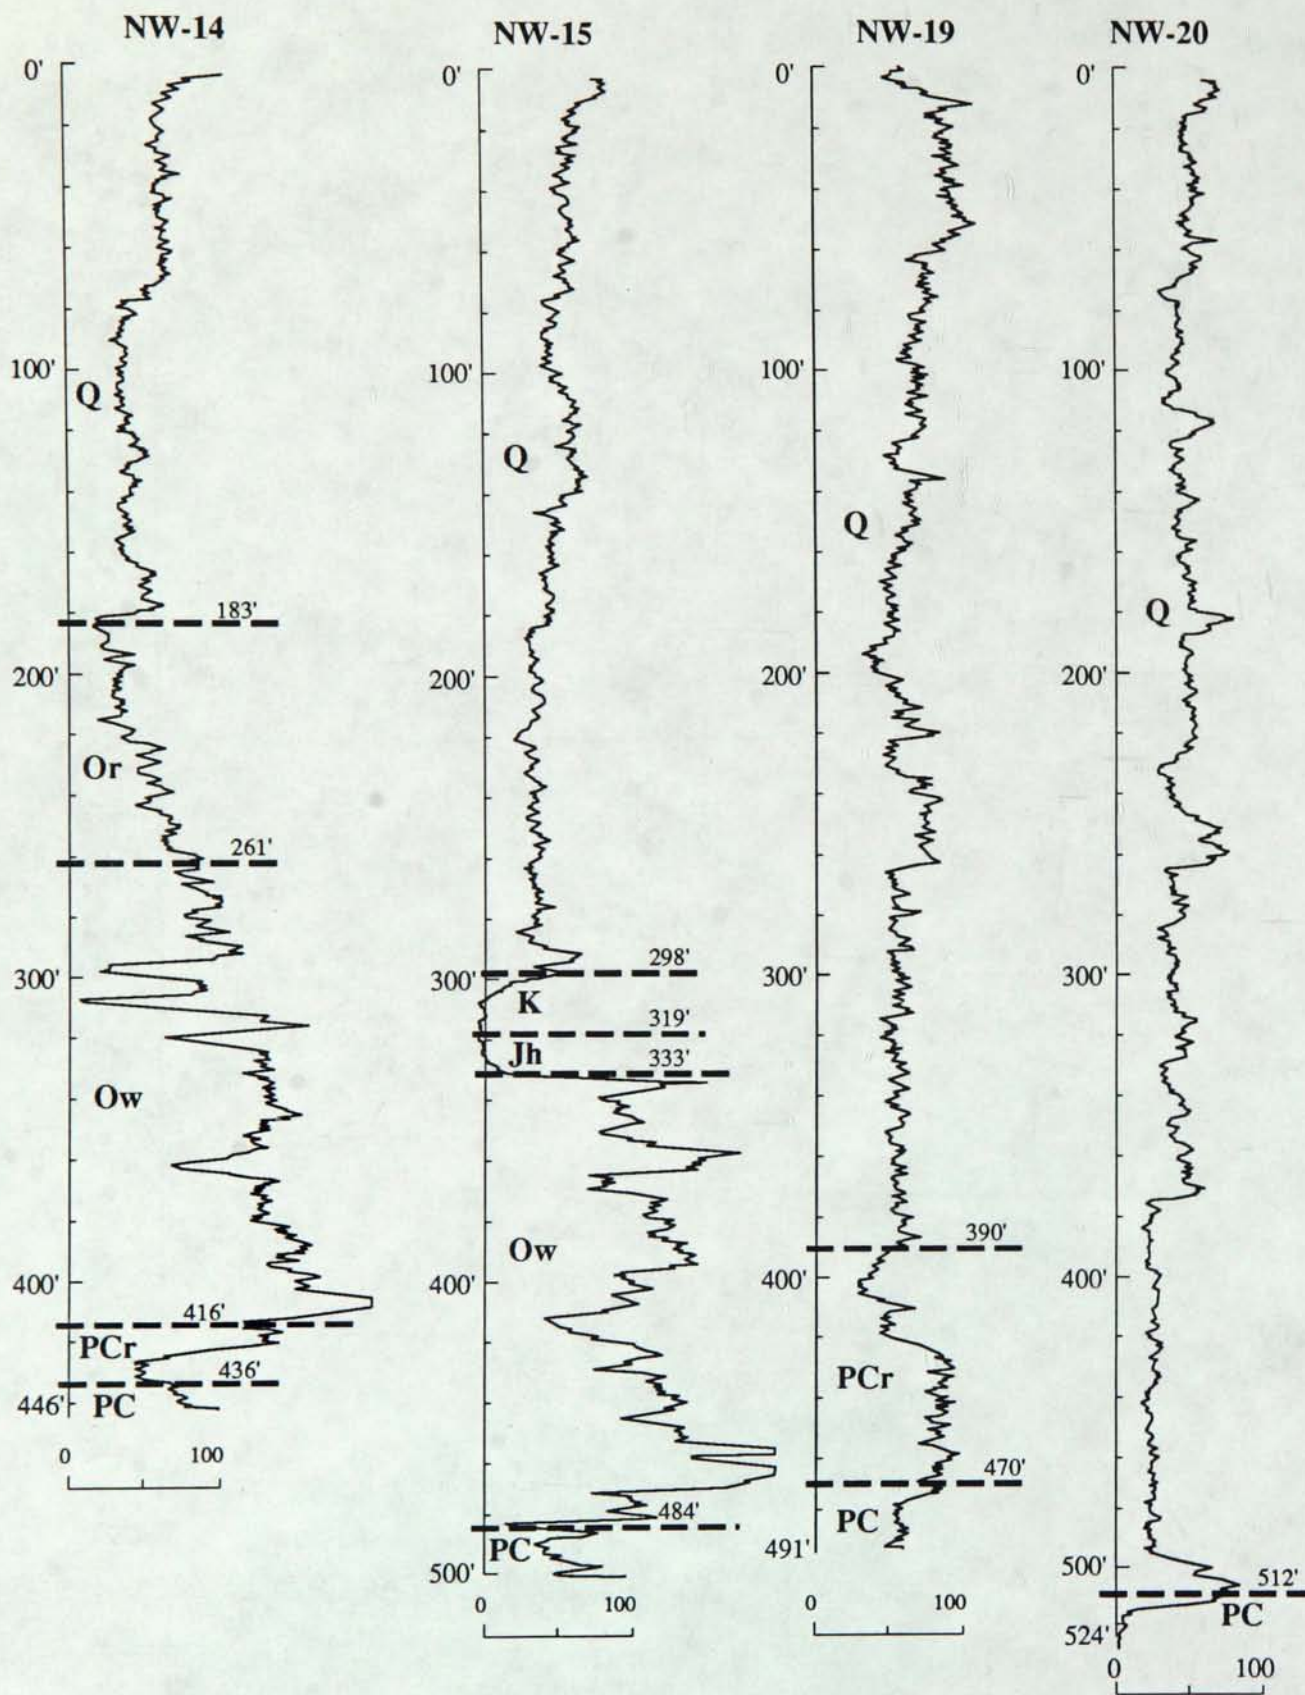 NW-14
0'
100'
Q
183'
200'
Or
261'
300'
Ow
400'
416'
PCr
436'
446'
PC
0 100
NW-15
0'
100'
Q
200'
298'
300'
K
319'
Jh
333'
Ow
400'
484'
PC
500'
0 100
NW-19
0'
100'
Q
200'
300'
390'
400'
PCr
470'
PC
491'
0 100
NW-20
0'
100'
Q
200'
300'
400'
500'
512'
PC
524'
0 100